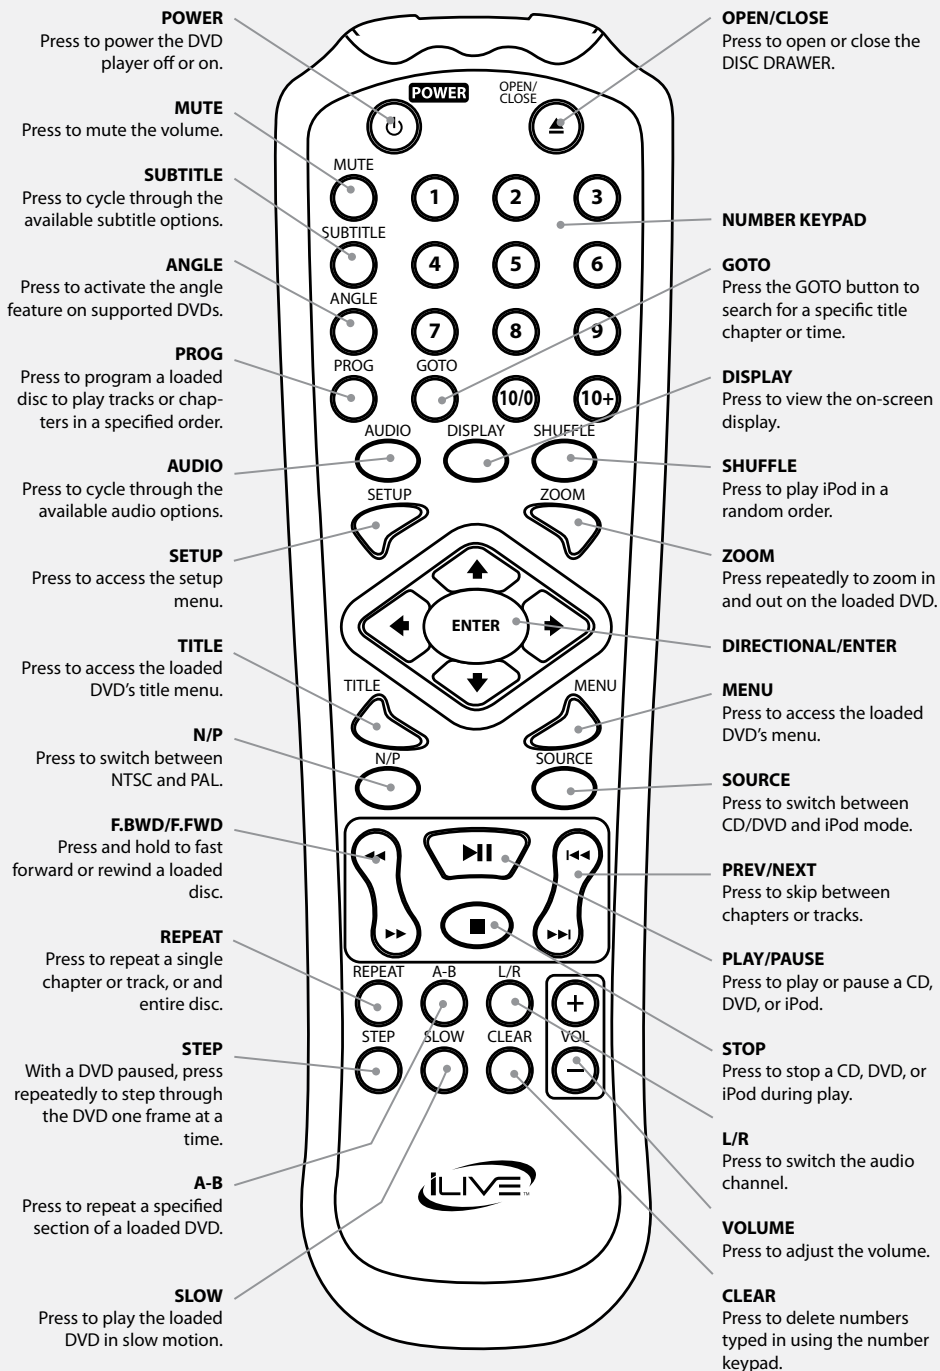 POWER
Press to power the DVD
player off or on.
MUTE
Press to mute the volume.
SUBTITLE
Press to cycle through the
available subtitle options.
ANGLE
Press to activate the angle
feature on supported DVDs.
PROG
Press to program a loaded
disc to play tracks or chap-
ters in a specified order.
AUDIO
Press to cycle through the
available audio options.
SETUP
Press to access the setup
menu.
TITLE
Press to access the loaded
DVD's title menu.
N/P
Press to switch between
NTSC and PAL.
F.BWD/F.FWD
Press and hold to fast
forward or rewind a loaded
disc.
REPEAT
Press to repeat a single
chapter or track, or and
entire disc.
STEP
With a DVD paused, press
repeatedly to step through
the DVD one frame at a
time.
A-B
Press to repeat a specified
section of a loaded DVD.
SLOW
Press to play the loaded
DVD in slow motion.
POWER
OPEN/
CLOSE
MUTE
1 2 3
SUBTITLE
4 5 6
ANGLE
7 8 9
PROG GOTO
10/0 10+
AUDIO DISPLAY SHUFFLE
SETUP ZOOM
ENTER
TITLE MENU
N/P SOURCE
REPEAT A-B L/R
+
STEP SLOW CLEAR VOL
−
iLIVE™
OPEN/CLOSE
Press to open or close the
DISC DRAWER.
NUMBER KEYPAD
GOTO
Press the GOTO button to
search for a specific title
chapter or time.
DISPLAY
Press to view the on-screen
display.
SHUFFLE
Press to play iPod in a
random order.
ZOOM
Press repeatedly to zoom in
and out on the loaded DVD.
DIRECTIONAL/ENTER
MENU
Press to access the loaded
DVD's menu.
SOURCE
Press to switch between
CD/DVD and iPod mode.
PREV/NEXT
Press to skip between
chapters or tracks.
PLAY/PAUSE
Press to play or pause a CD,
DVD, or iPod.
STOP
Press to stop a CD, DVD, or
iPod during play.
L/R
Press to switch the audio
channel.
VOLUME
Press to adjust the volume.
CLEAR
Press to delete numbers
typed in using the number
keypad.